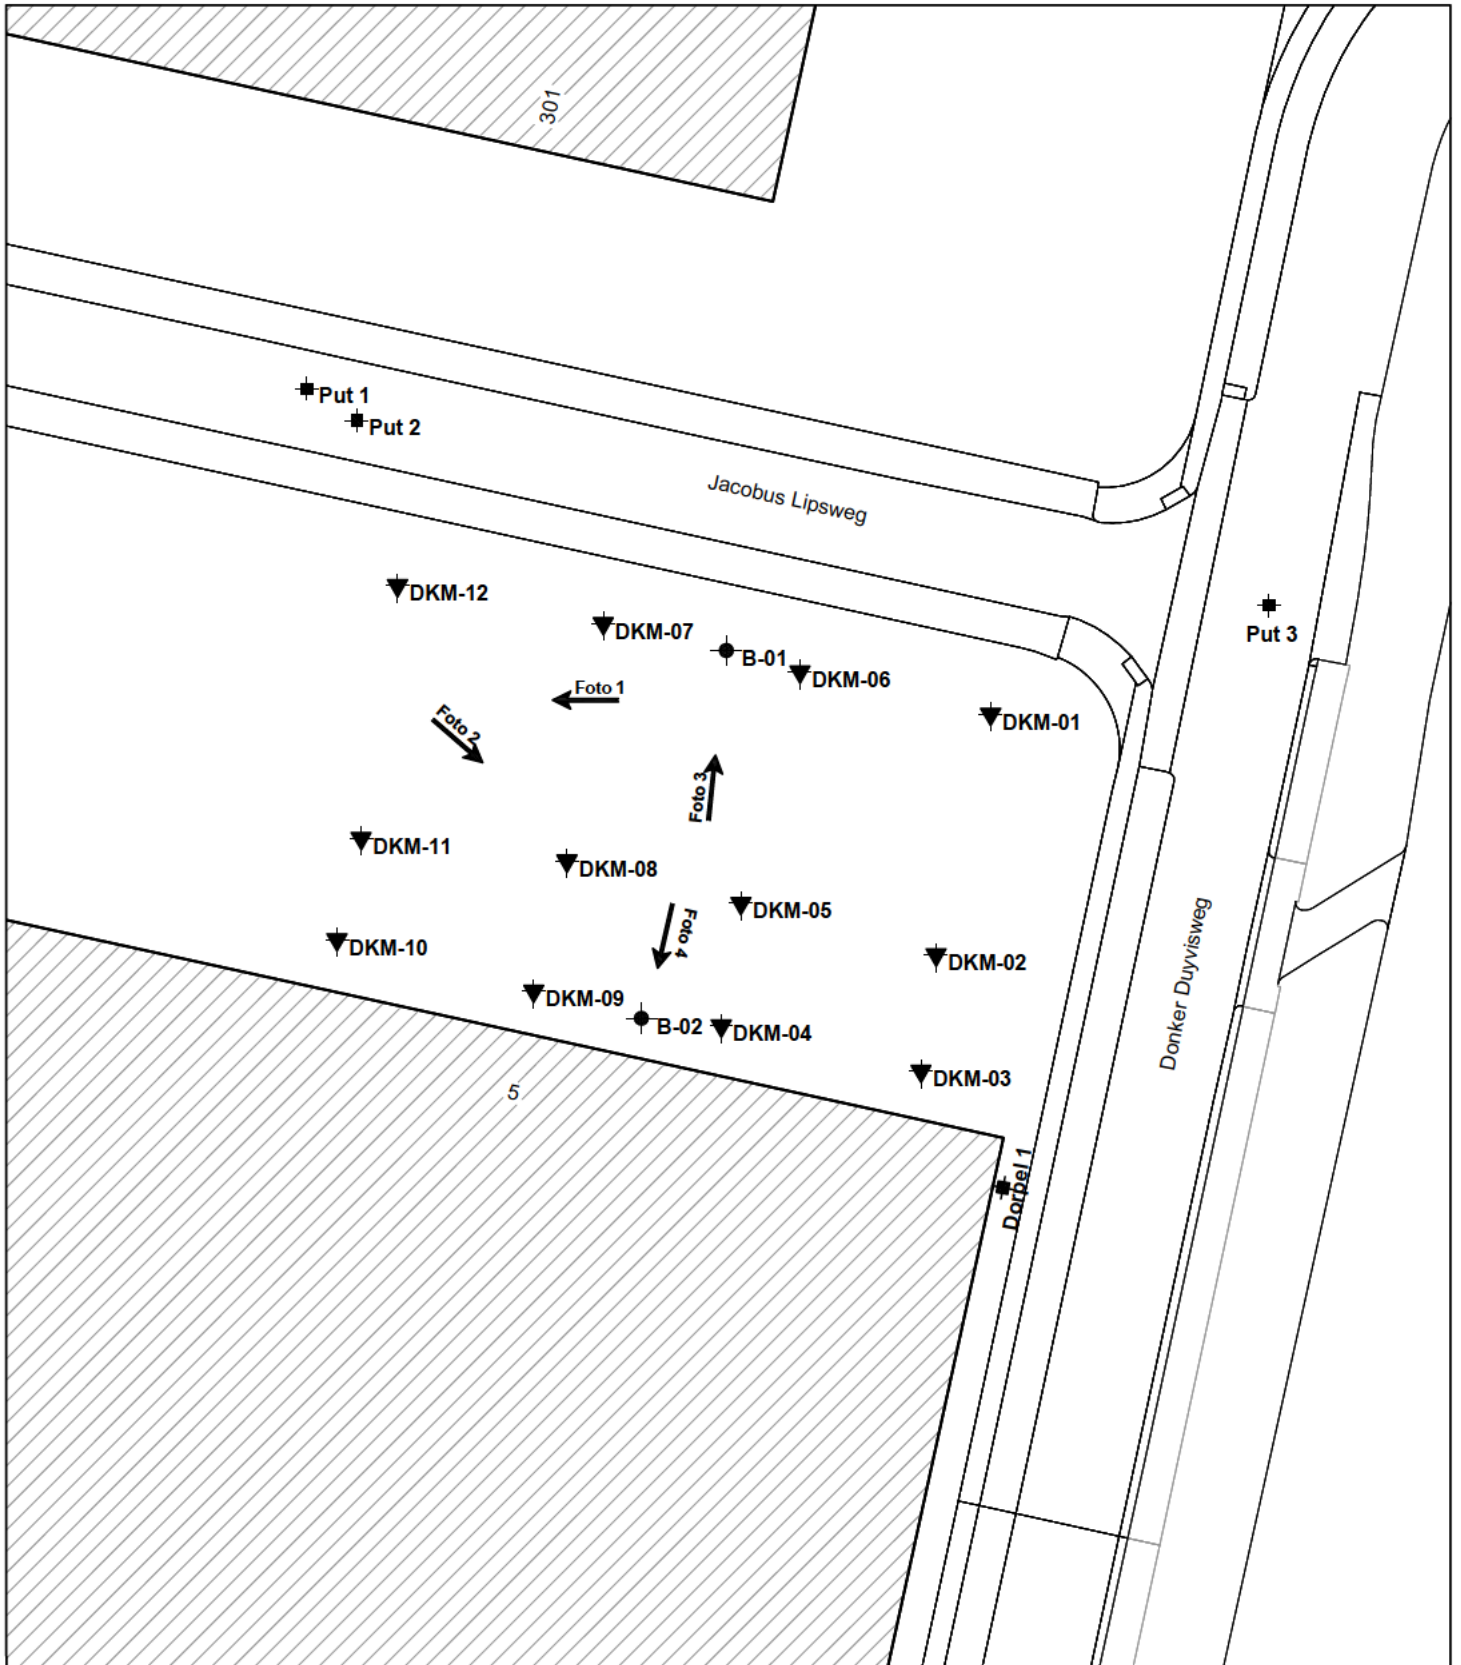 301
Put 1
Put 2
Jacobus Lipsweg
DKM-12
DKM-07
Put 3
B-01
DKM-06
Foto 1
DKM-01
Foto 2
Foto 3
DKM-11
DKM-08
DKM-05
Foto 4
DKM-10
DKM-02
Donker Duyvisweg
DKM-09
B-02
DKM-04
DKM-03
5
Dorpel 1